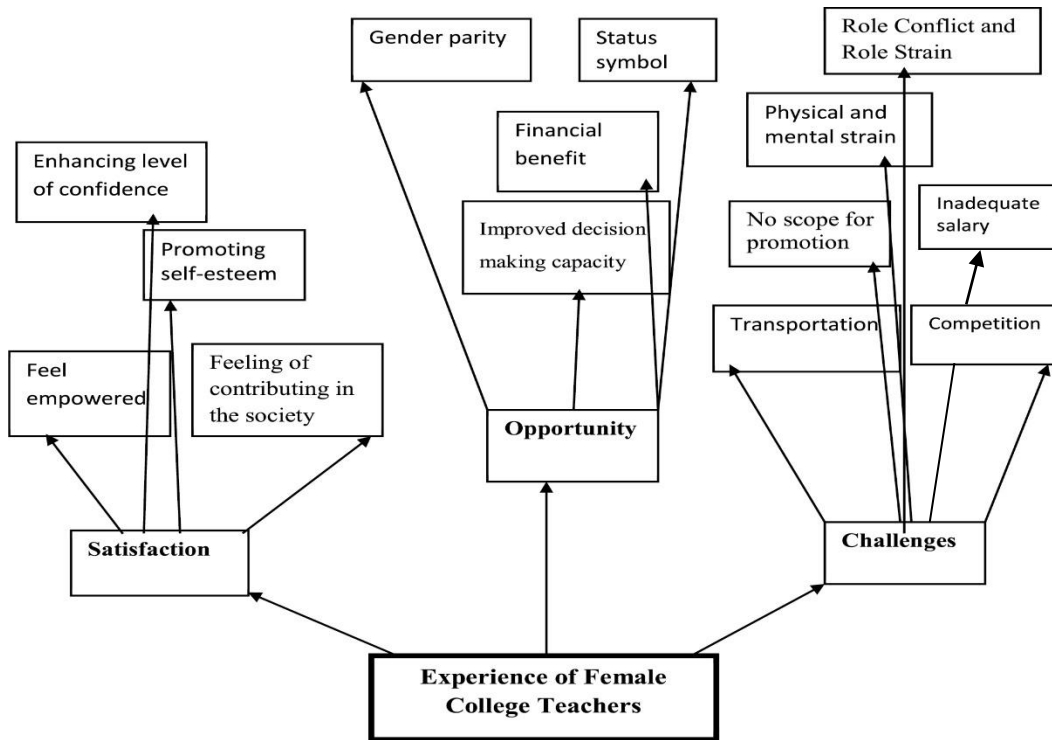 Gender parity
Status
symbol
Role Conflict and
Role Strain
Enhancing level
of confidence
Financial
benefit
Physical and
mental strain
Promoting
self-esteem
Improved decision
making capacity
No scope for
promotion
Inadequate
salary
Feel
empowered
Feeling of
contributing in
the society
Transportation
Competition
Satisfaction
Opportunity
Challenges
Experience of Female
College Teachers